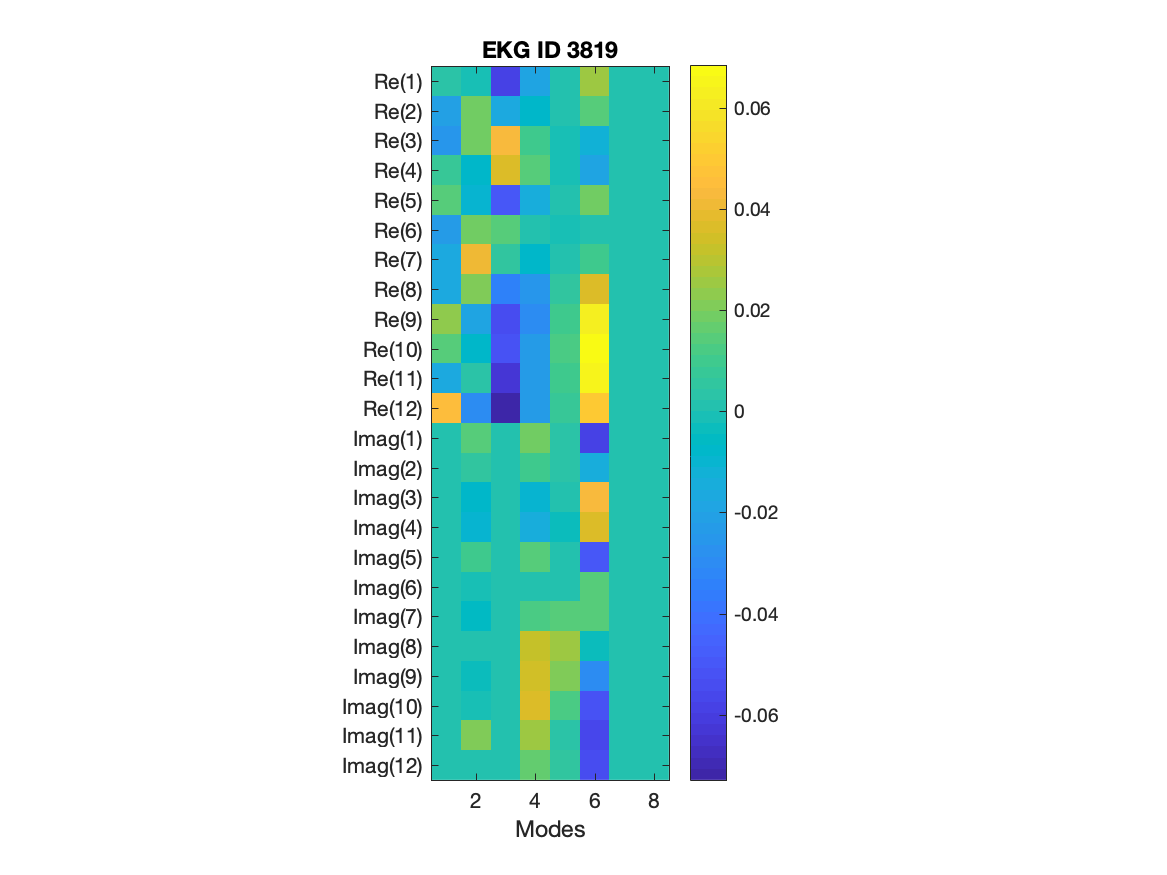 EKG ID 3819
Re(1)
Re(2)
Re(3)
Re(4)
Re(5)
Re(6)
Re(7)
Re(8)
Re(9)
Re(10)
Re(11)
Re(12)
Imag(1)
Imag(2)
Imag(3)
Imag(4)
Imag(5)
Imag(6)
Imag(7)
Imag(8)
Imag(9)
Imag(10)
Imag(11)
Imag(12)
2 4 6 8
Modes
0.06
0.04
0.02
0
-0.02
-0.04
-0.06